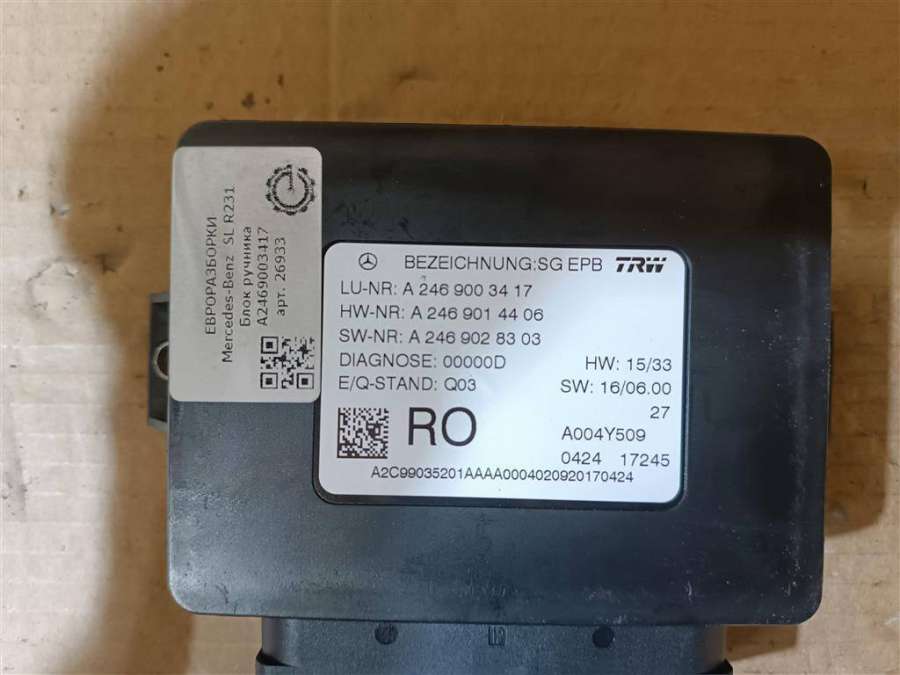 ЕВРОРАЗБОРКИ
Mercedes-Benz SL R231
Блок ручника
A2469003417
арт. 26933
BEZEICHNUNG:SG EPB TRW
LU-NR: A 246 900 34 17
HW-NR: A 246 901 44 06
SW-NR: A 246 902 83 03
DIAGNOSE: 00000D HW: 15/33
E/Q-STAND: Q03 SW: 16/06.00
27
RO A004Y509
0424 17245
A2C99035201AAAA0004020920170424